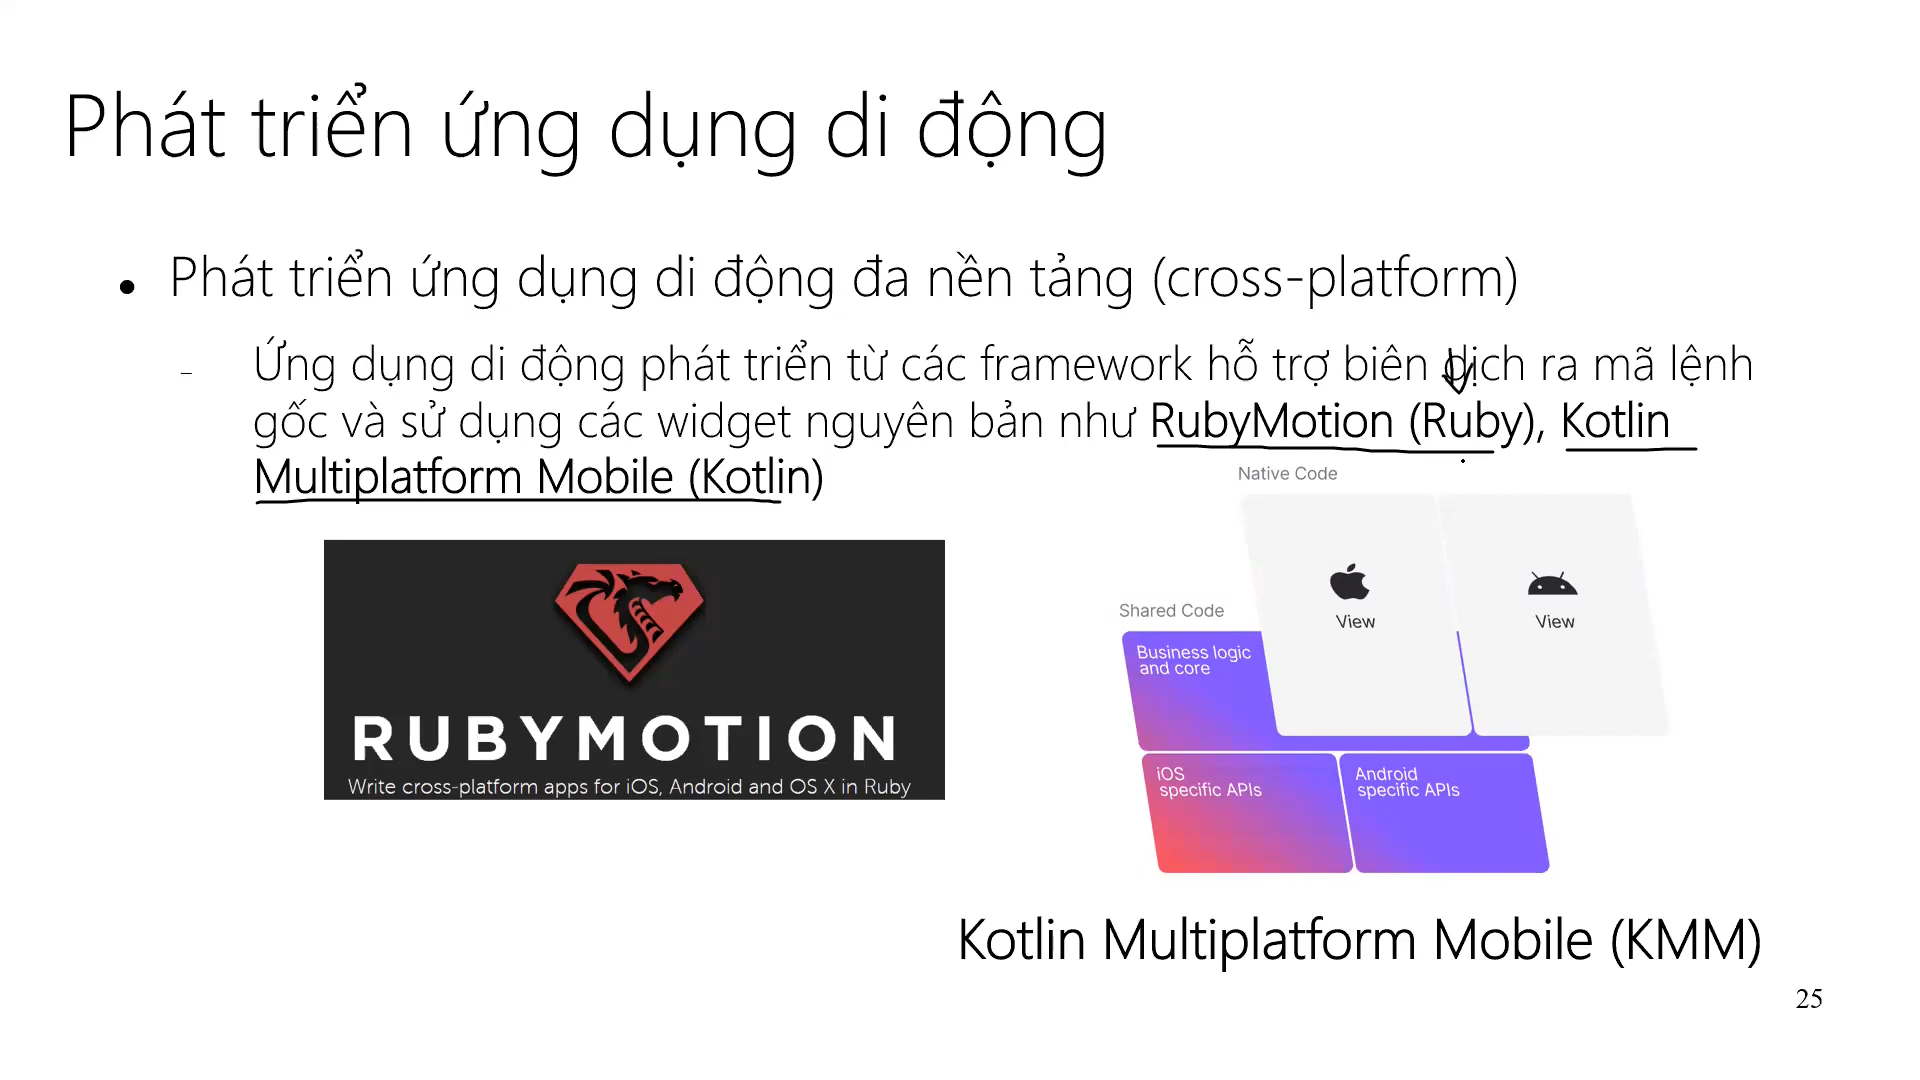 Phát triển ứng dụng di động
Phát triển ứng dụng di động đa nền tảng (cross-platform)
Ứng dụng di động phát triển từ các framework hỗ trợ biên dịch ra mã lệnh
gốc và sử dụng các widget nguyên bản như RubyMotion (Ruby), Kotlin
Multiplatform Mobile (Kotlin)
RUBYMOTION
Write cross-platform apps for iOS, Android and OS X in Ruby
Native Code
View
View
Shared Code
Business logic
and core
iOS
specific APIs
Android
specific APIs
Kotlin Multiplatform Mobile (KMM)
25